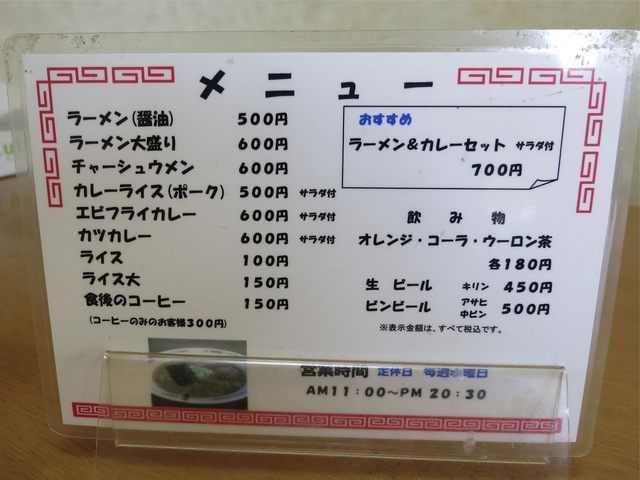 メニュー
ラーメン(醤油) 500円
ラーメン大盛り 600円
チャーシュウメン 600円
カレーライス(ポーク) 500円 サラダ付
エビフライカレー 600円 サラダ付
カツカレー 600円 サラダ付
ライス 100円
ライス大 150円
食後のコーヒー 150円
(コーヒーのみのお客様300円)
おすすめ
ラーメン&カレーセット サラダ付
700円
飲み物
オレンジ・コーラ・ウーロン茶
各180円
生ビール キリン 450円
ビンビール アサヒ中ビン 500円
※表示金額は、すべて税込です。
営業時間 定休日 毎週水曜日
AM11:00～PM 20:30